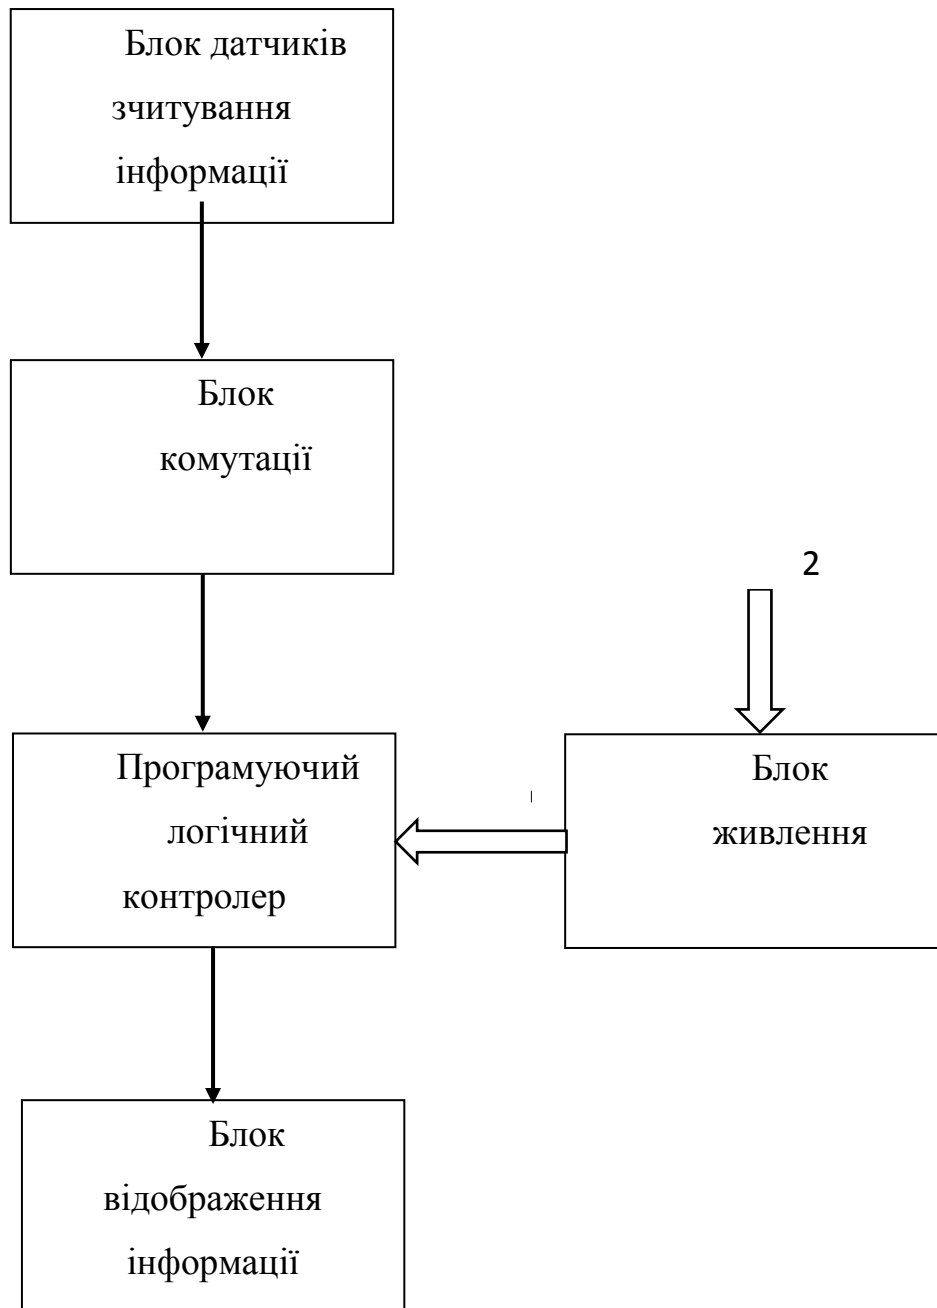 Блок датчиків
зчитування
інформації
Блок
комутації
2
Програмуючий
логічний
контролер
Блок
живлення
Блок
відображення
інформації